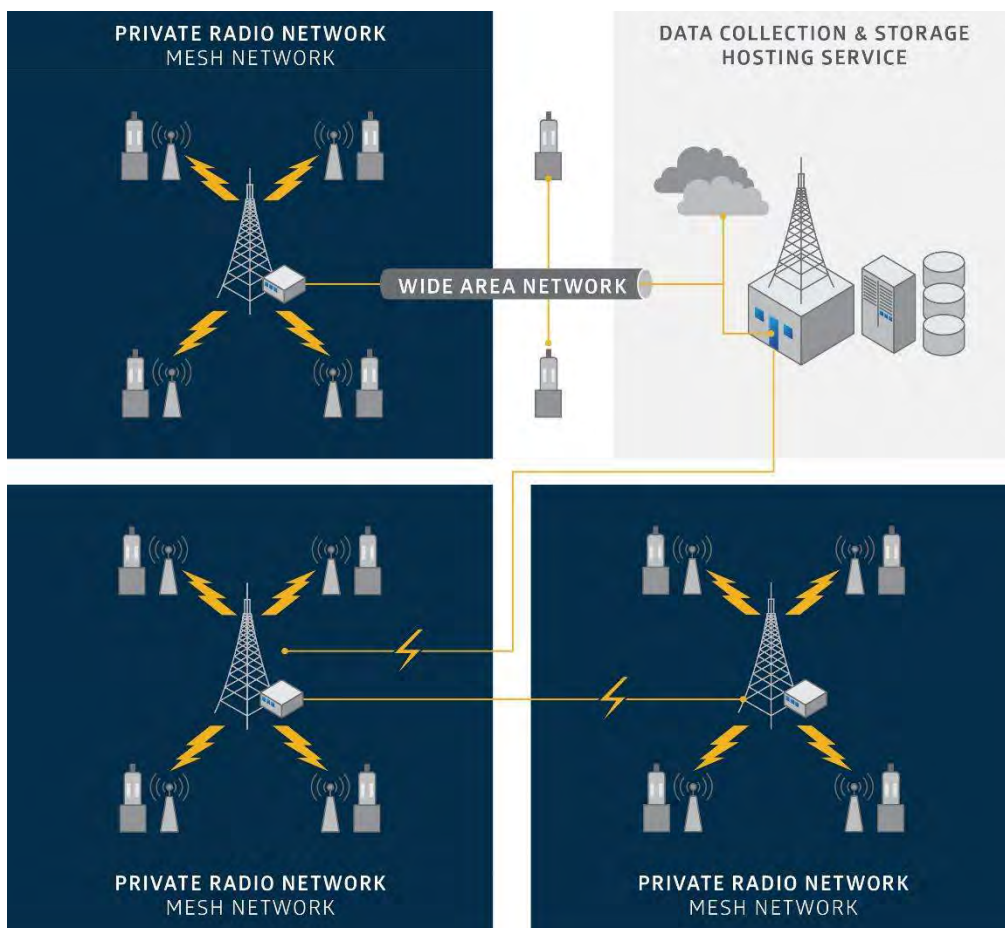 PRIVATE RADIO NETWORK
MESH NETWORK
DATA COLLECTION & STORAGE
HOSTING SERVICE
WIDE AREA NETWORK
PRIVATE RADIO NETWORK
MESH NETWORK
PRIVATE RADIO NETWORK
MESH NETWORK